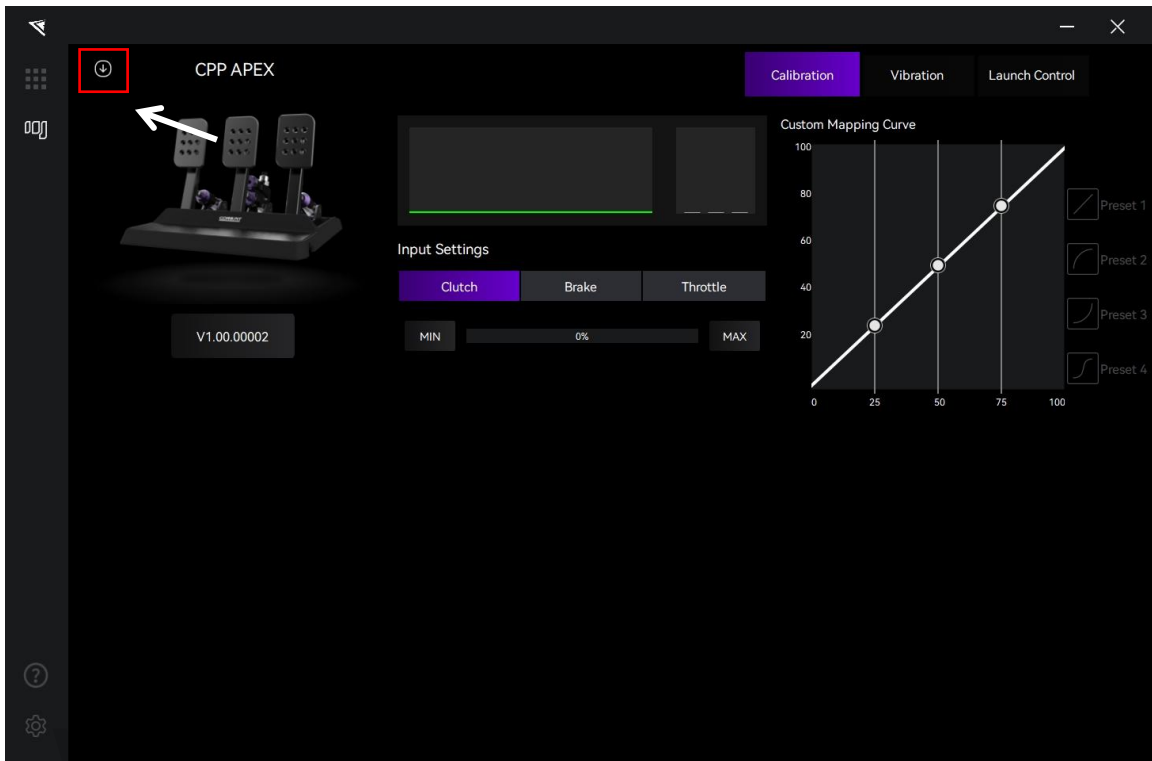 CPP APEX
Calibration
Vibration
Launch Control
Custom Mapping Curve
100
80
60
40
20
0 25 50 75 100
Preset 1
Preset 2
Preset 3
Preset 4
Input Settings
Clutch Brake Throttle
MIN 0% MAX
V1.00.00002
?